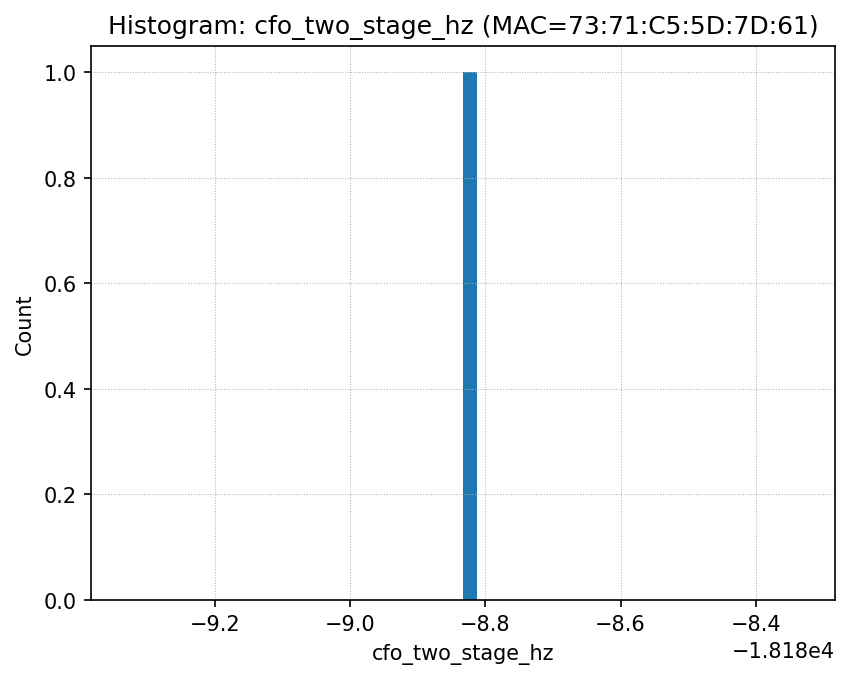 Histogram: cfo_two_stage_hz (MAC=73:71:C5:5D:7D:61)
1.0
0.8
0.6
0.4
0.2
0.0
Count
−9.2 −9.0 −8.8 −8.6 −8.4
cfo_two_stage_hz
−1.818e4